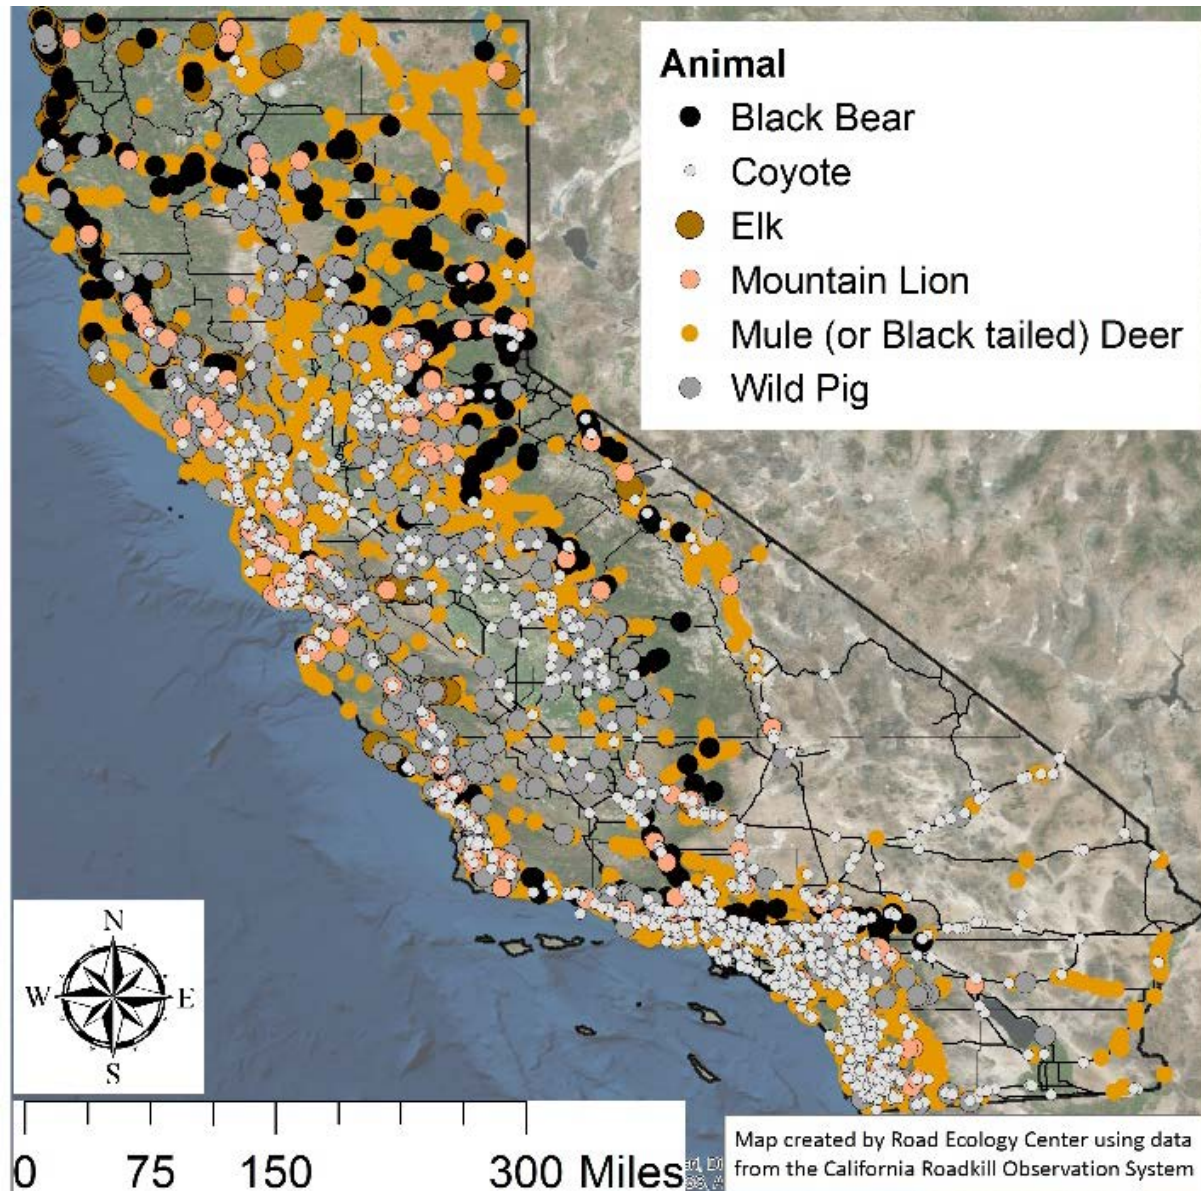 Animal
Black Bear
Coyote
Elk
Mountain Lion
Mule (or Black tailed) Deer
Wild Pig
N
W E
S
0 75 150 300 Miles
Map created by Road Ecology Center using data
from the California Roadkill Observation System